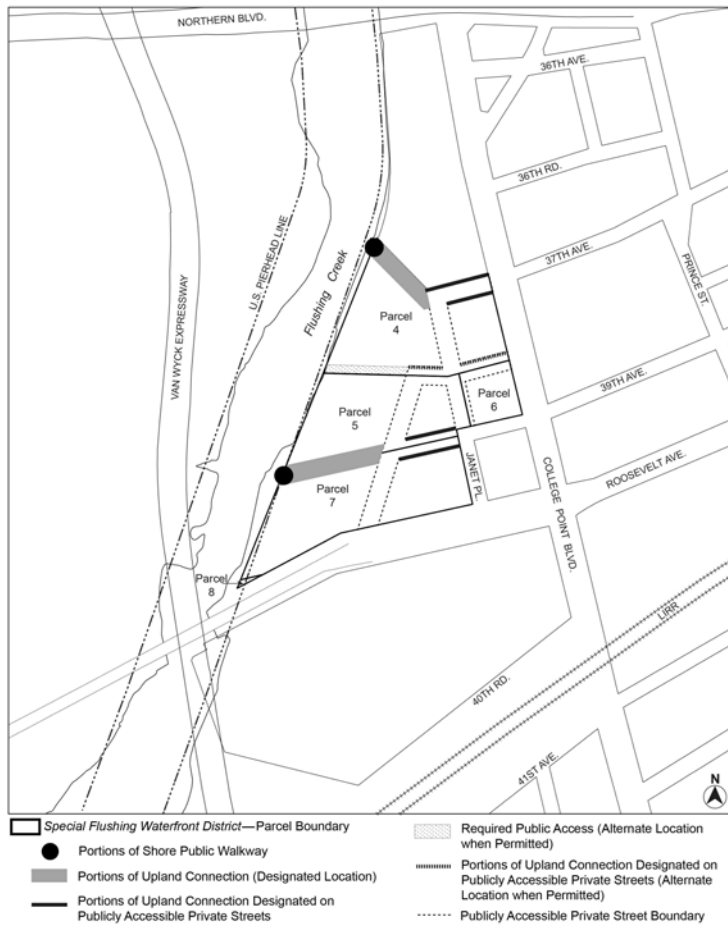 NORTHERN BLVD.
36TH AVE.
36TH RD.
37TH AVE.
PRINCE ST.
U.S. PIERHEAD LINE
Flushing Creek
VAN WYCK EXPRESSWAY
Parcel
4
39TH AVE.
Parcel
6
Parcel
5
ROOSEVELT AVE.
JANET PL.
COLLEGE POINT BLVD.
Parcel
7
Parcel
8
LIRR
40TH RD.
41ST AVE.
N
Special Flushing Waterfront District—Parcel Boundary
Portions of Shore Public Walkway
Portions of Upland Connection (Designated Location)
Portions of Upland Connection Designated on
Publicly Accessible Private Streets
Required Public Access (Alternate Location
when Permitted)
Portions of Upland Connection Designated on
Publicly Accessible Private Streets (Alternate
Location when Permitted)
Publicly Accessible Private Street Boundary